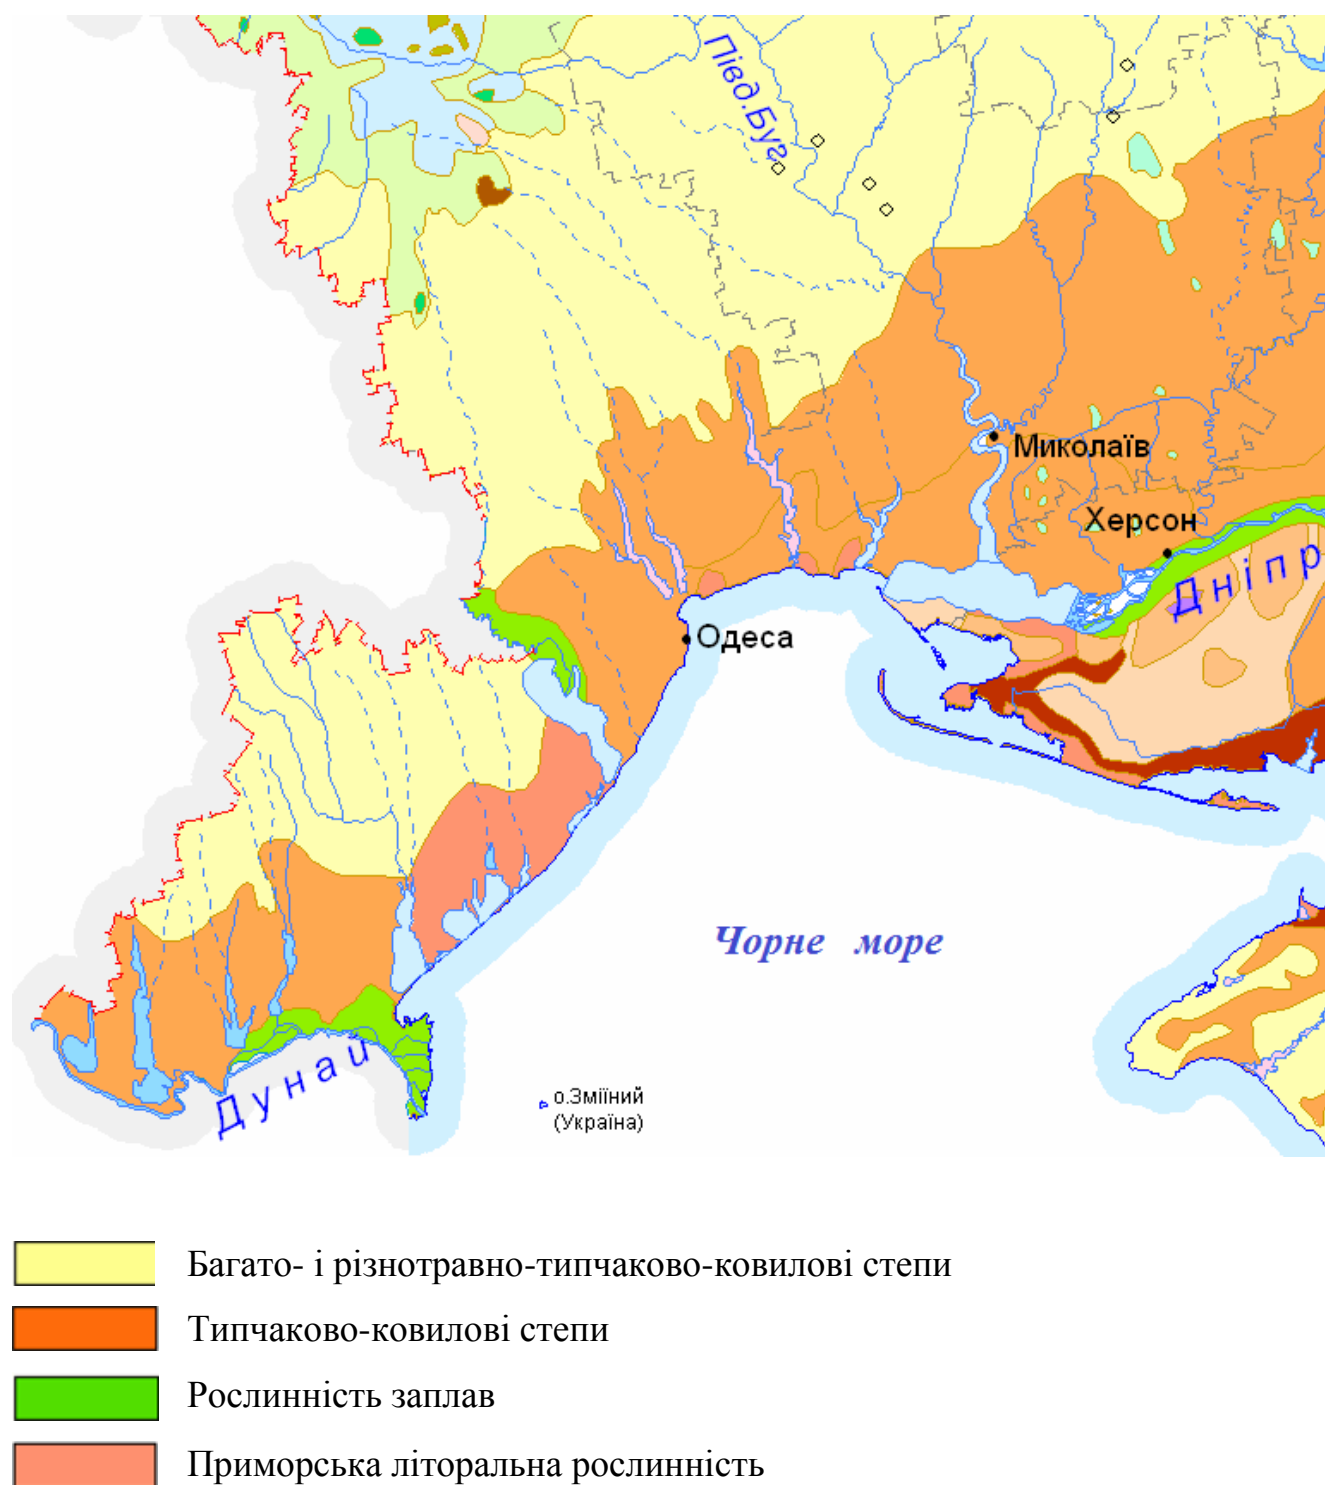 Півд.Буг
Миколаїв
Херсон
Дніпр
Одеса
Чорне море
Дунай
о.Зміїний
(Україна)
Багато- і різнотравно-типчаково-ковилові степи
Типчаково-ковилові степи
Рослинність заплав
Приморська літоральна рослинність